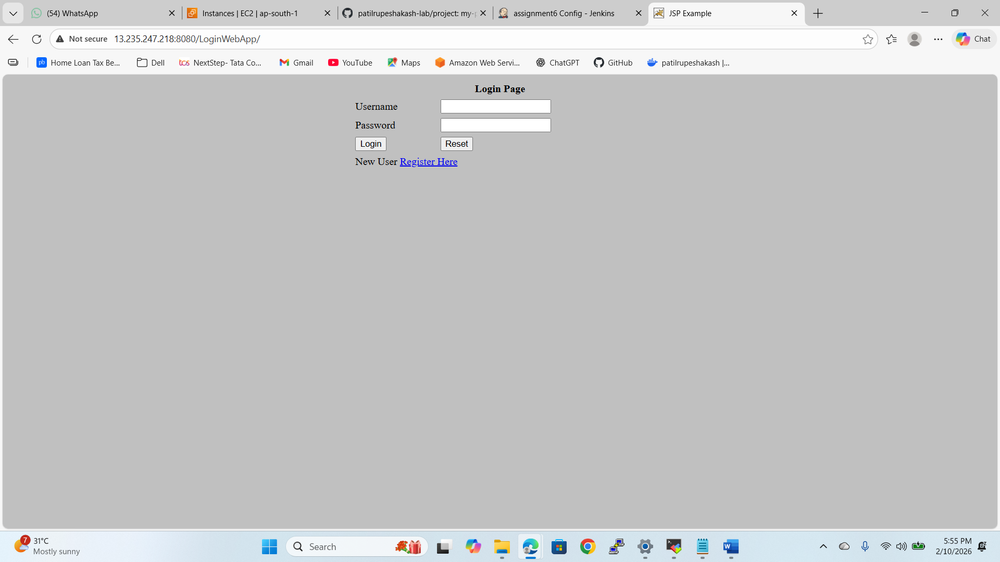 (54) WhatsApp
Instances | EC2 | ap-south-1
patilrupeshakash-lab/project: my-p
assignment6 Config - Jenkins
JSP Example
Not secure 13.235.247.218:8080/LoginWebApp/
Chat
pb Home Loan Tax Be...
Dell
tcs NextStep- Tata Co...
Gmail
YouTube
Maps
Amazon Web Servi...
ChatGPT
GitHub
patilrupeshakash |...
Login Page
Username
Password
Login Reset
New User Register Here
7
31°C
Mostly sunny
Search
W
5:55 PM
2/10/2026